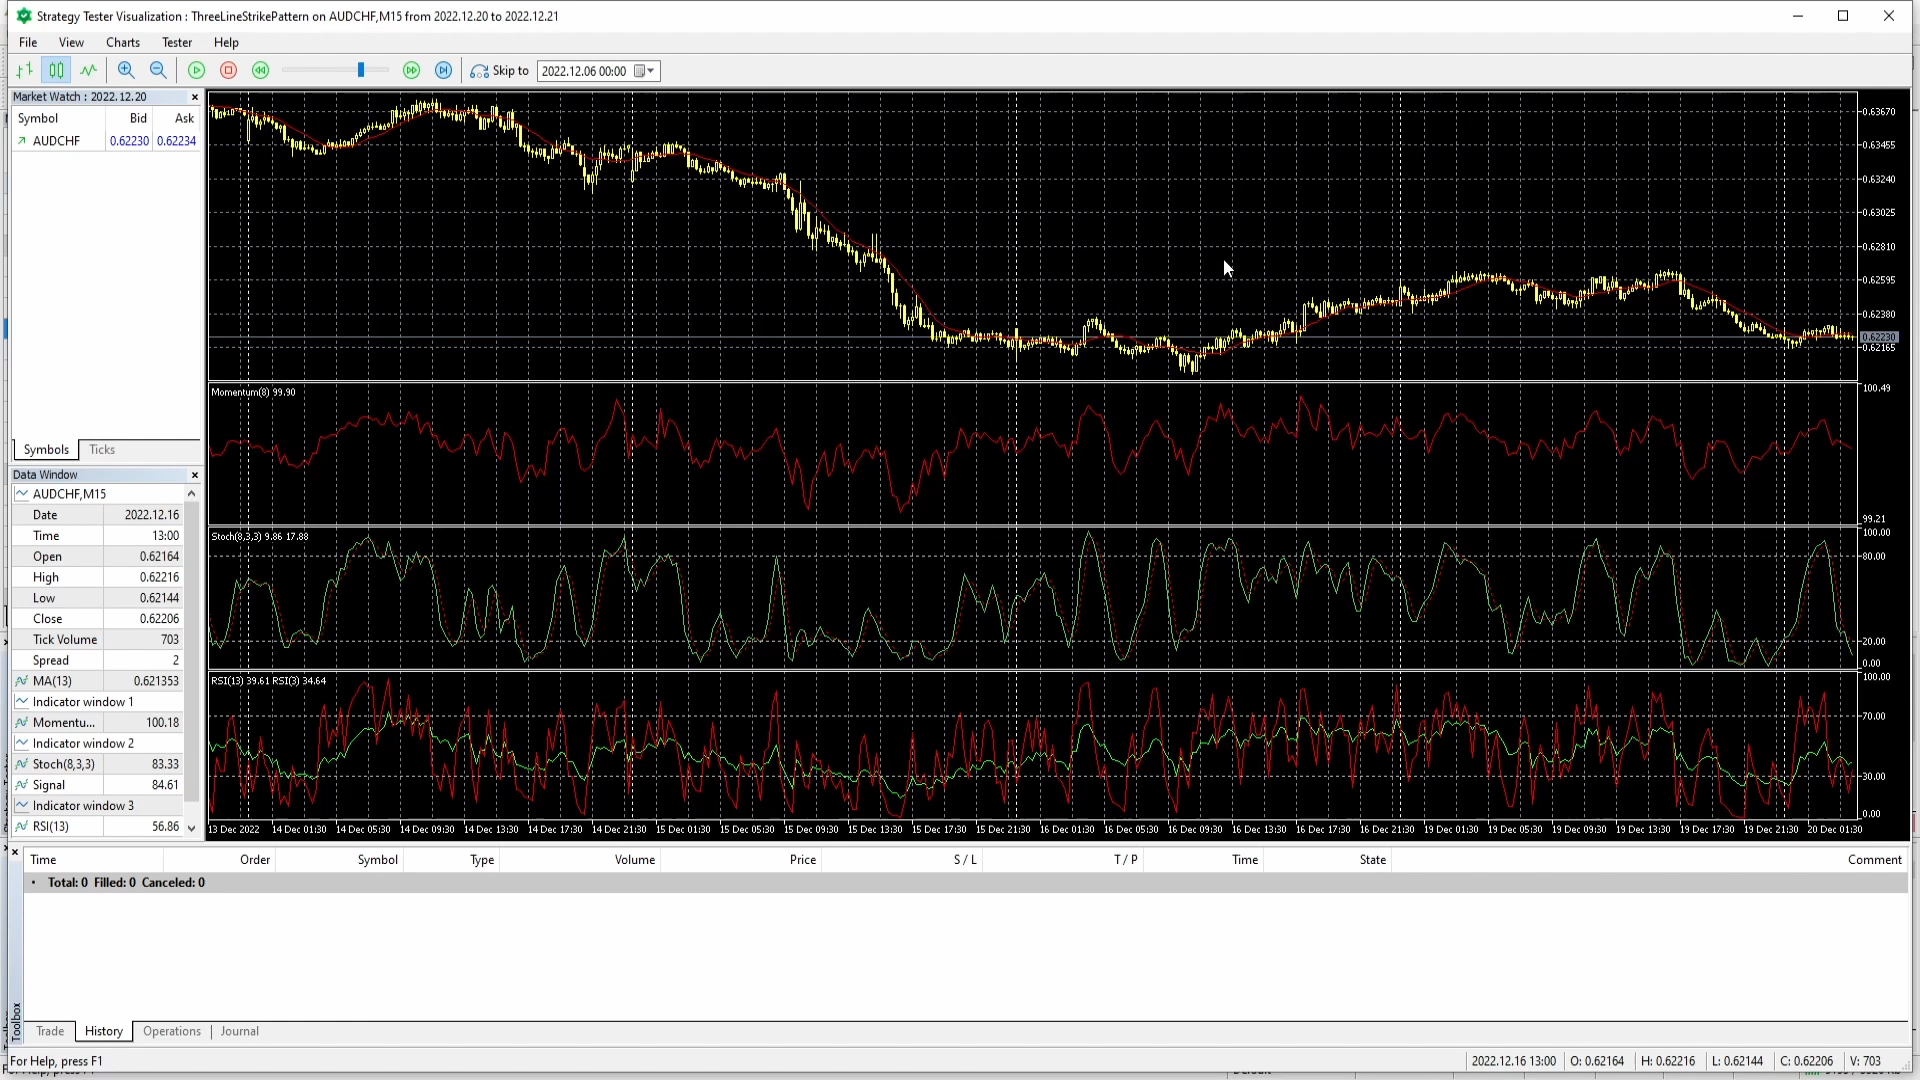 Strategy Tester Visualization : ThreeLineStrikePattern on AUDCHF,M15 from 2022.12.20 to 2022.12.21
File View Charts Tester Help
Skip to 2022.12.06 00:00
Market Watch : 2022.12.20
Symbol Bid Ask
AUDCHF 0.62230 0.62234
Symbols Ticks
Data Window
AUDCHF,M15
Date 2022.12.16
Time 13:00
Open 0.62164
High 0.62216
Low 0.62144
Close 0.62206
Tick Volume 703
Spread 2
MA(13) 0.621353
Indicator window 1
Momentu... 100.18
Indicator window 2
Stoch(8,3,3) 83.33
Signal 84.61
Indicator window 3
RSI(13) 56.86
0.63670
0.63455
0.63240
0.63025
0.62810
0.62595
0.62380
0.62230
0.62165
Momentum(8) 99.90
100.49
99.21
Stoch(8,3,3) 9.86 17.88
100.00
80.00
20.00
0.00
RSI(13) 39.61 RSI(3) 34.64
100.00
70.00
30.00
0.00
13 Dec 2022 14 Dec 01:30 14 Dec 05:30 14 Dec 09:30 14 Dec 13:30 14 Dec 17:30 14 Dec 21:30 15 Dec 01:30 15 Dec 05:30 15 Dec 09:30 15 Dec 13:30 15 Dec 17:30 15 Dec 21:30 16 Dec 01:30 16 Dec 05:30 16 Dec 09:30 16 Dec 13:30 16 Dec 17:30 16 Dec 21:30 19 Dec 01:30 19 Dec 05:30 19 Dec 09:30 19 Dec 13:30 19 Dec 17:30 19 Dec 21:30 20 Dec 01:30
Time Order Symbol Type Volume Price S / L T / P Time State Comment
• Total: 0 Filled: 0 Canceled: 0
Toolbox
Trade History Operations | Journal
For Help, press F1
2022.12.16 13:00 O: 0.62164 H: 0.62216 L: 0.62144 C: 0.62206 V: 703